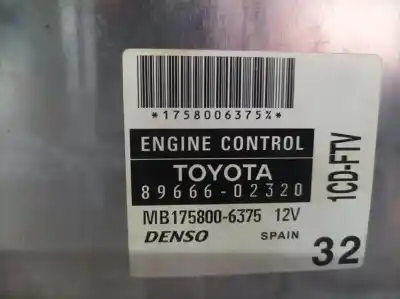 *1758006375%*
ENGINE CONTROL
TOYOTA
89666-02320
MB175800-6375 12V
DENSO SPAIN
1CD-FTV
32